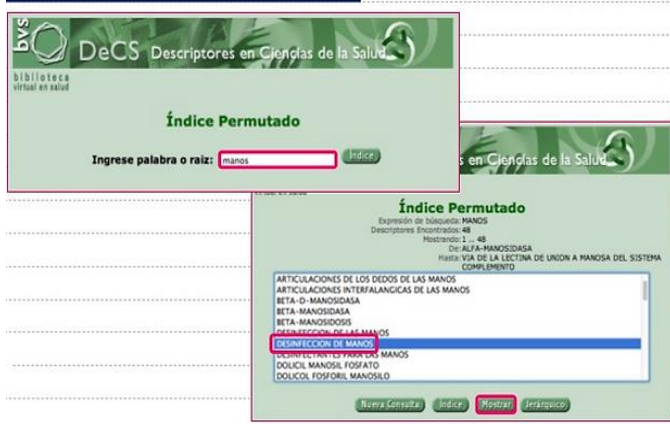 bvs
biblioteca
virtual en salud
DeCS Descriptores en Ciencias de la Salud
Índice Permutado
Ingrese palabra o raiz: manos
Indice
s en Ciencias de la Salud
Índice Permutado
Expresión de búsqueda: MANOS
Descriptores Encontrados: 48
Mostrando: 1 .. 48
De: ALFA-MANOSIDASA
Hasta: VIA DE LA LECTINA DE UNION A MANOSA DEL SISTEMA
COMPLEMENTO
ARTICULACIONES DE LOS DEDOS DE LAS MANOS
ARTICULACIONES INTERFALANGICAS DE LAS MANOS
BETA-D-MANOSIDASA
BETA-MANOSIDASA
BETA-MANOSIDOSIS
DESINFECCION DE LAS MANOS
DESINFECCION DE MANOS
DESINFECTANTES PARA LAS MANOS
DOLICIL MANOSIL FOSFATO
DOLICOL FOSFORIL MANOSILO
Nueva Consulta Indice Mostrar Jerárquico